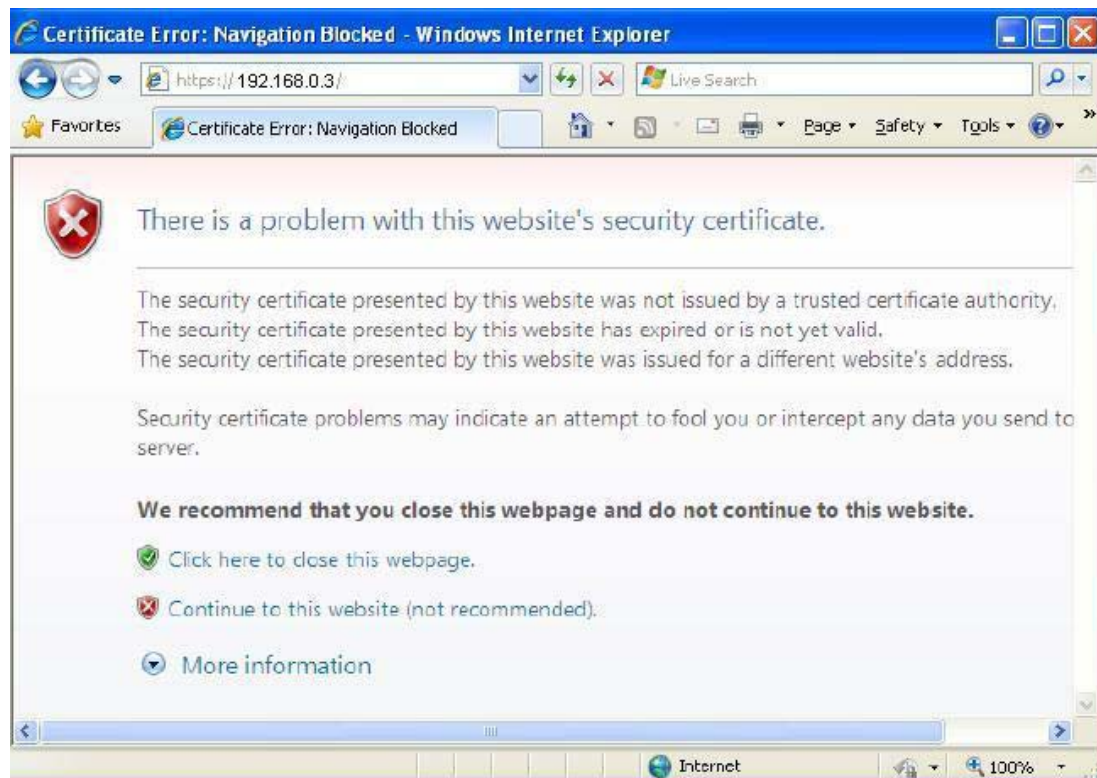 Certificate Error: Navigation Blocked - Windows Internet Explorer
https://192.168.0.3/
Live Search
Favorites
Certificate Error: Navigation Blocked
Page
Safety
Tools
»
There is a problem with this website's security certificate.
The security certificate presented by this website was not issued by a trusted certificate authority.
The security certificate presented by this website has expired or is not yet valid.
The security certificate presented by this website was issued for a different website's address.
Security certificate problems may indicate an attempt to fool you or intercept any data you send to
server.
We recommend that you close this webpage and do not continue to this website.
Click here to close this webpage.
Continue to this website (not recommended).
More information
Internet
100%